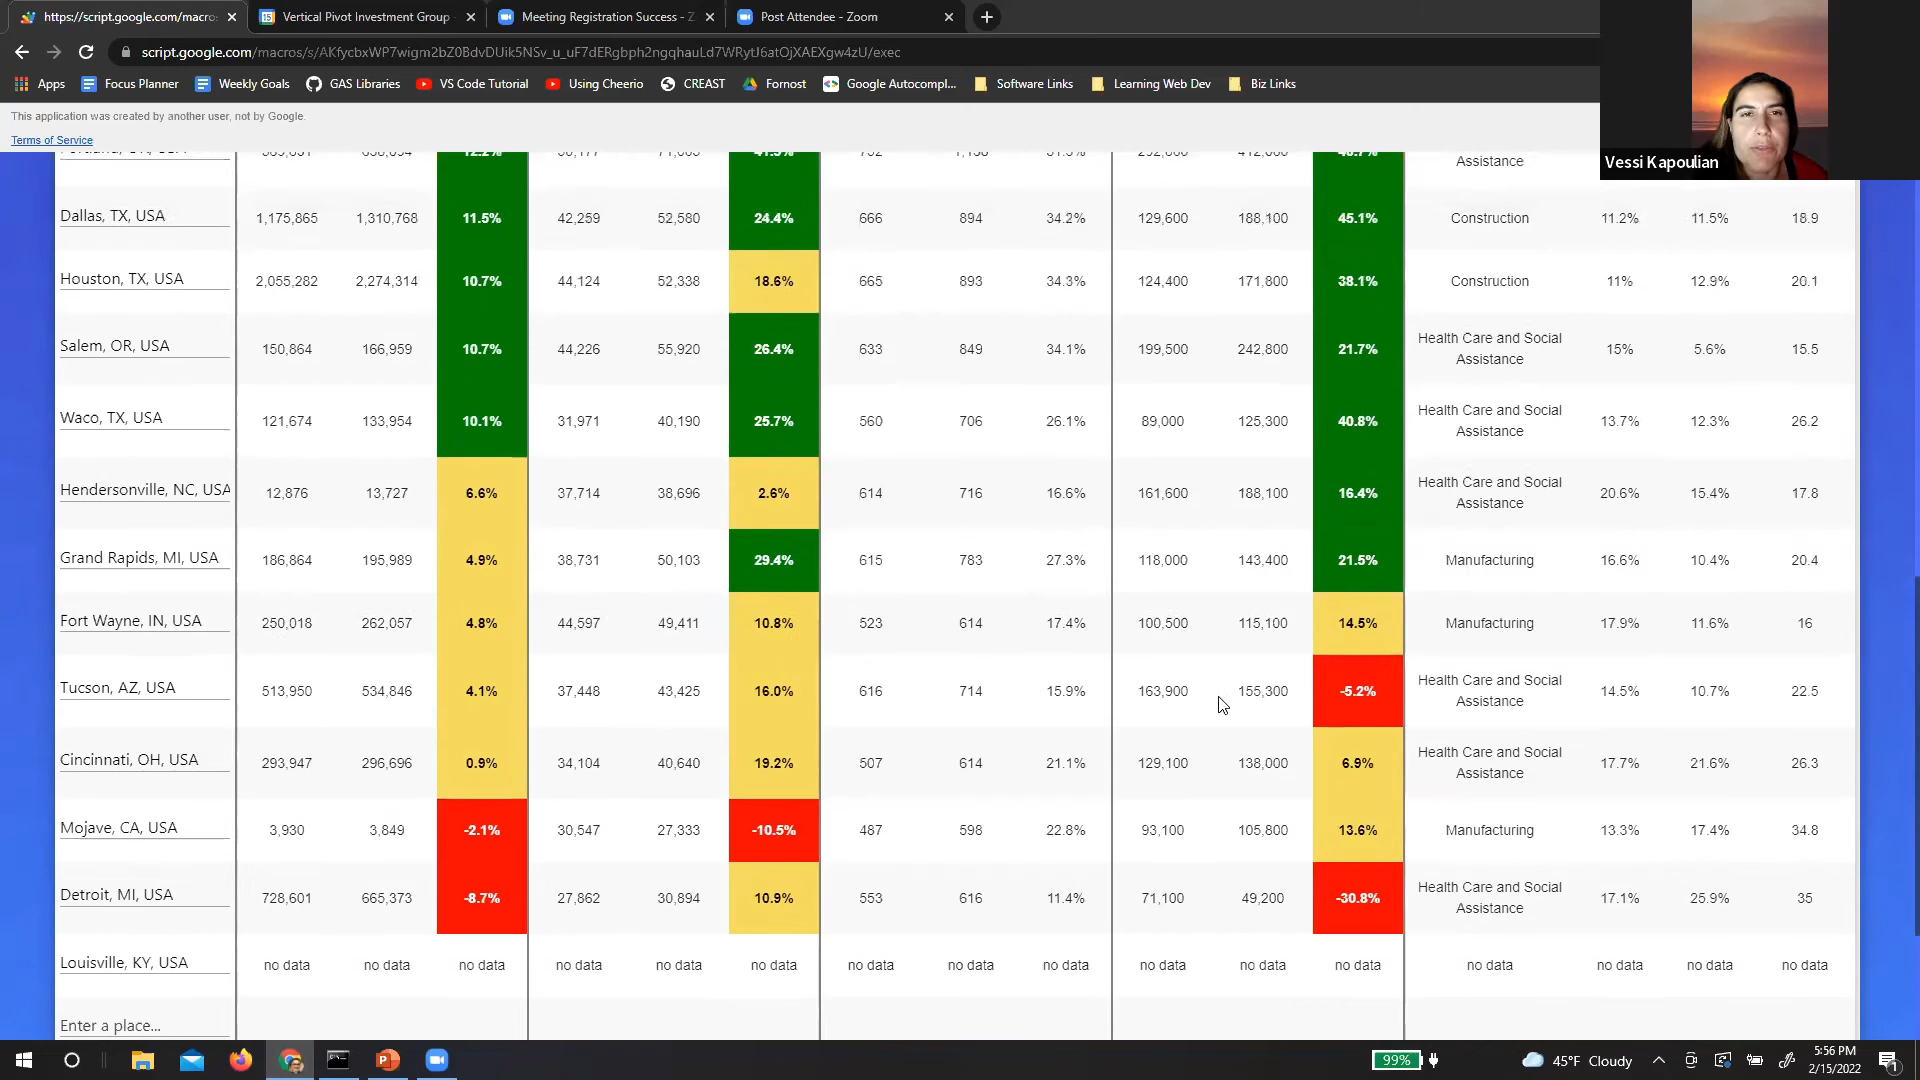 https://script.google.com/macro
Vertical Pivot Investment Group
Meeting Registration Success - Z
Post Attendee - Zoom
script.google.com/macros/s/AKfycbxWP7wigm2bZ0BdvDUik5NSv_u_uF7dERgbph2ngqhauLd7WRytJ6atOjXAEXgw4zU/exec
Apps Focus Planner Weekly Goals GAS Libraries VS Code Tutorial Using Cheerio CREAST Fornost Google Autocompl... Software Links Learning Web Dev Biz Links
This application was created by another user, not by Google.
Terms of Service
Vessi Kapoulian
Assistance
Dallas, TX, USA 1,175,865 1,310,768 11.5% 42,259 52,580 24.4% 666 894 34.2% 129,600 188,100 45.1% Construction 11.2% 11.5% 18.9
Houston, TX, USA 2,055,282 2,274,314 10.7% 44,124 52,338 18.6% 665 893 34.3% 124,400 171,800 38.1% Construction 11% 12.9% 20.1
Salem, OR, USA 150,864 166,959 10.7% 44,226 55,920 26.4% 633 849 34.1% 199,500 242,800 21.7% Health Care and Social Assistance 15% 5.6% 15.5
Waco, TX, USA 121,674 133,954 10.1% 31,971 40,190 25.7% 560 706 26.1% 89,000 125,300 40.8% Health Care and Social Assistance 13.7% 12.3% 26.2
Hendersonville, NC, USA 12,876 13,727 6.6% 37,714 38,696 2.6% 614 716 16.6% 161,600 188,100 16.4% Health Care and Social Assistance 20.6% 15.4% 17.8
Grand Rapids, MI, USA 186,864 195,989 4.9% 38,731 50,103 29.4% 615 783 27.3% 118,000 143,400 21.5% Manufacturing 16.6% 10.4% 20.4
Fort Wayne, IN, USA 250,018 262,057 4.8% 44,597 49,411 10.8% 523 614 17.4% 100,500 115,100 14.5% Manufacturing 17.9% 11.6% 16
Tucson, AZ, USA 513,950 534,846 4.1% 37,448 43,425 16.0% 616 714 15.9% 163,900 155,300 -5.2% Health Care and Social Assistance 14.5% 10.7% 22.5
Cincinnati, OH, USA 293,947 296,696 0.9% 34,104 40,640 19.2% 507 614 21.1% 129,100 138,000 6.9% Health Care and Social Assistance 17.7% 21.6% 26.3
Mojave, CA, USA 3,930 3,849 -2.1% 30,547 27,333 -10.5% 487 598 22.8% 93,100 105,800 13.6% Manufacturing 13.3% 17.4% 34.8
Detroit, MI, USA 728,601 665,373 -8.7% 27,862 30,894 10.9% 553 616 11.4% 71,100 49,200 -30.8% Health Care and Social Assistance 17.1% 25.9% 35
Louisville, KY, USA no data no data no data no data no data no data no data no data no data no data no data no data no data no data no data no data
Enter a place...
99%
45°F Cloudy
5:56 PM
2/15/2022
1